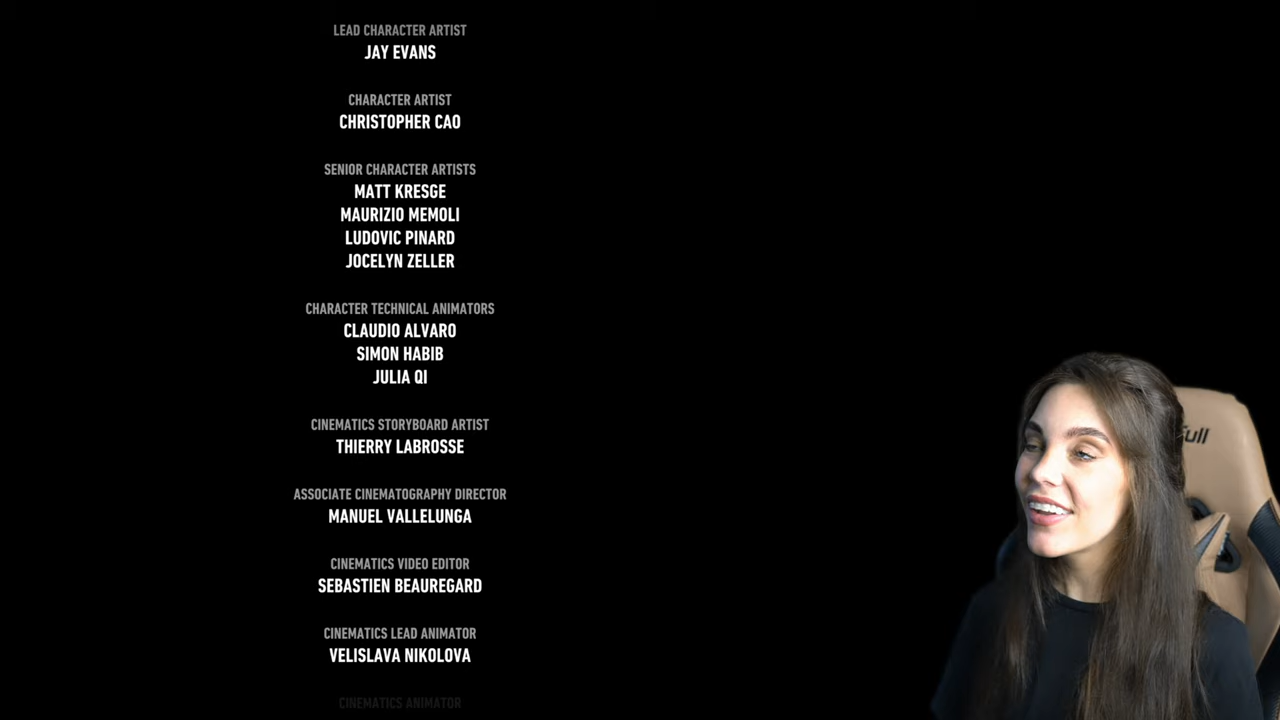 LEAD CHARACTER ARTIST
JAY EVANS
CHARACTER ARTIST
CHRISTOPHER CAO
SENIOR CHARACTER ARTISTS
MATT KRESGE
MAURIZIO MEMOLI
LUDOVIC PINARD
JOCELYN ZELLER
CHARACTER TECHNICAL ANIMATORS
CLAUDIO ALVARO
SIMON HABIB
JULIA QI
CINEMATICS STORYBOARD ARTIST
THIERRY LABROSSE
ASSOCIATE CINEMATOGRAPHY DIRECTOR
MANUEL VALLELUNGA
CINEMATICS VIDEO EDITOR
SEBASTIEN BEAUREGARD
CINEMATICS LEAD ANIMATOR
VELISLAVA NIKOLOVA
CINEMATICS ANIMATOR